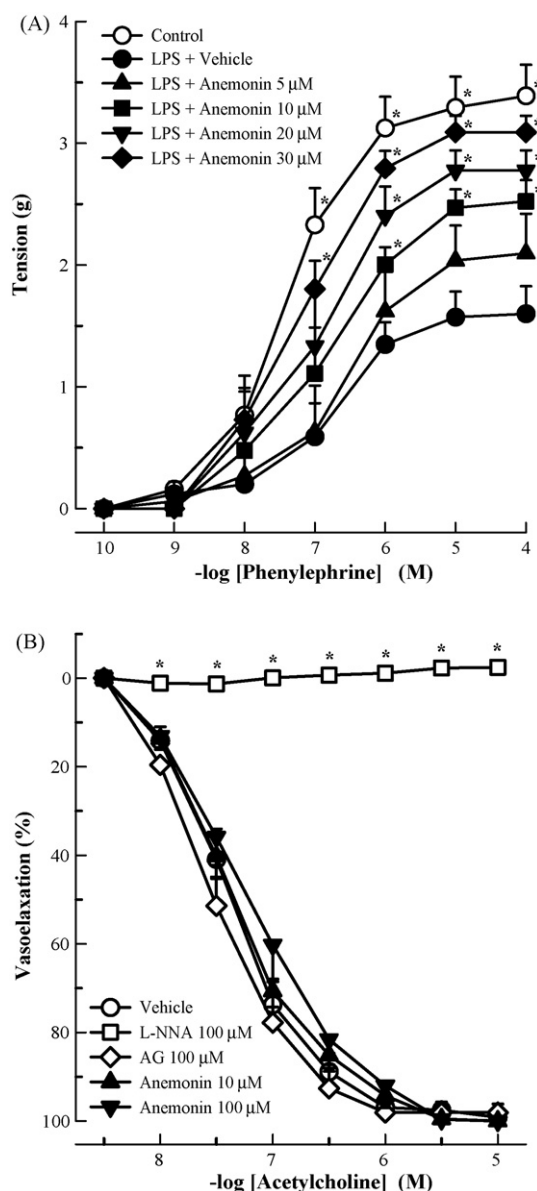 (A)
Control
LPS + Vehicle
LPS + Anemonin 5 μM
LPS + Anemonin 10 μM
LPS + Anemonin 20 μM
LPS + Anemonin 30 μM
Tension (g)
4
3
2
1
0
* * * * * * * * * * * * * *
10 9 8 7 6 5 4
-log [Phenylephrine] (M)
(B)
* * * * * * *
Vasoelaxation (%)
0
20
40
60
80
100
Vehicle
L-NNA 100 μM
AG 100 μM
Anemonin 10 μM
Anemonin 100 μM
8 7 6 5
-log [Acetylcholine] (M)